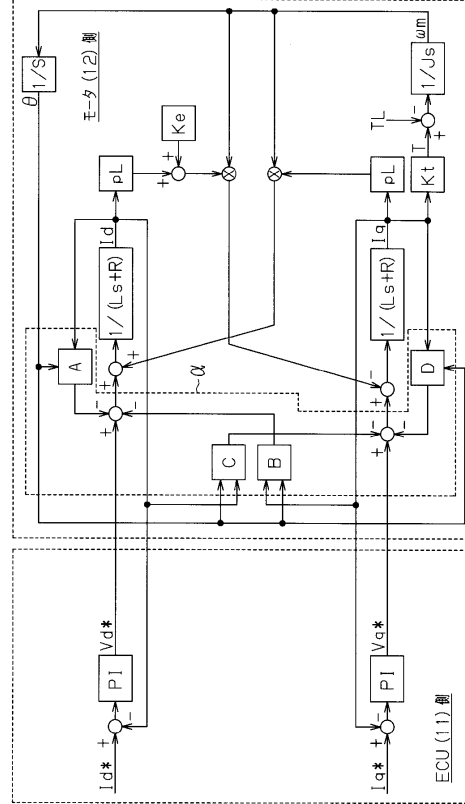 Id*
+
-
PI
Vd*
+
-
-
A
+
+
1/(Ls+R)
Id
pL
+
+
Ke
θ
1/S
モータ(12)側
α
C
B
ωm
1/Js
TL
-
+
T
Kt
pL
Iq
1/(Ls+R)
+
-
D
+
-
-
Vq*
PI
+
-
Iq*
ECU(11)側